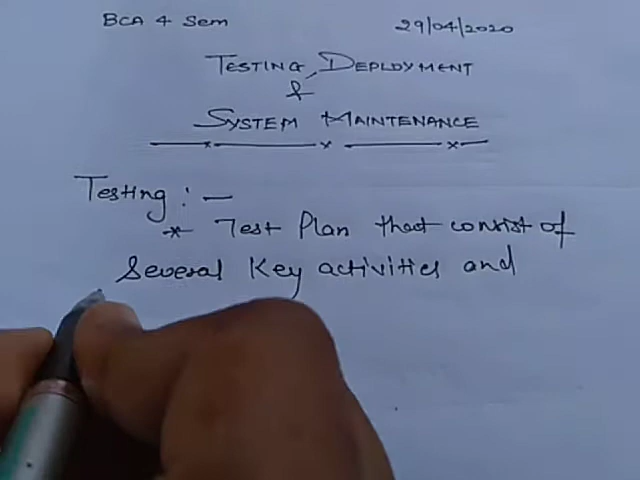 BCA 4 Sem 29/04/2020
TESTING, DEPLOYMENT
&
SYSTEM MAINTENANCE
Testing : —
* Test Plan that consist of
Several Key activities and